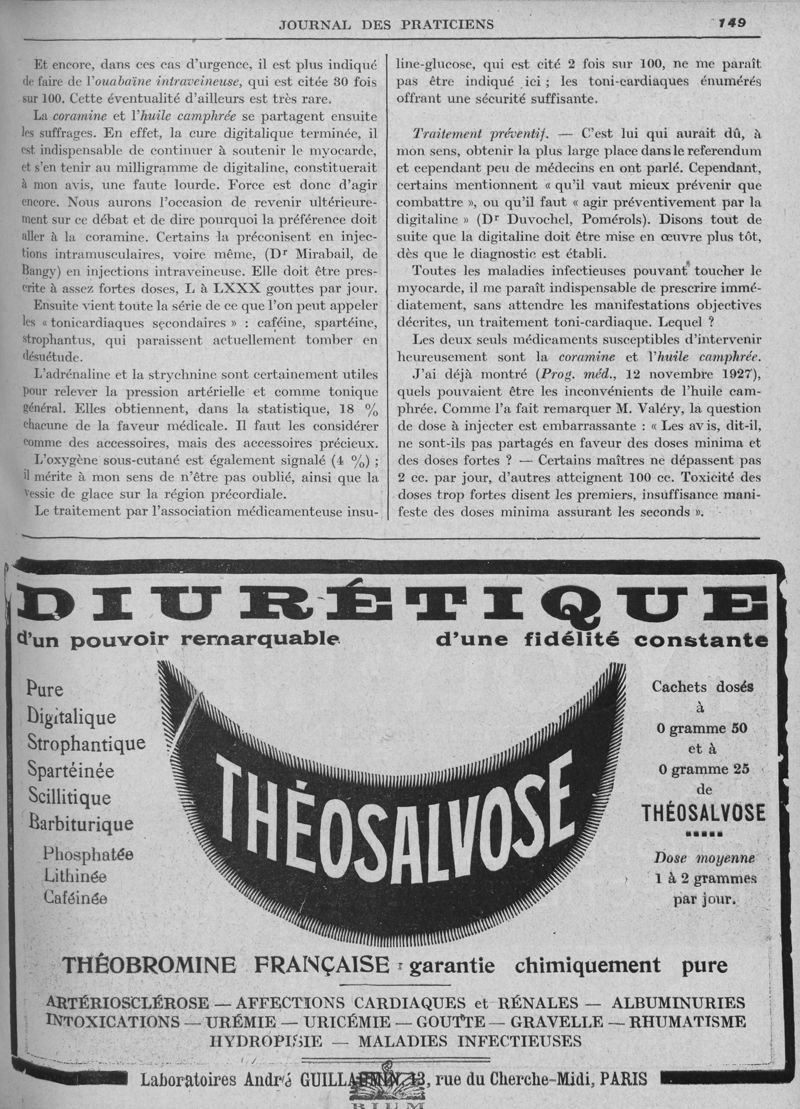 JOURNAL DES PRATICIENS
149
Et encore, dans ces cas d'urgence, il est plus indiqué
de faire de l'ouabaïne intraveineuse, qui est citée 30 fois
sur 100. Cette éventualité d'ailleurs est très rare.
La coramine et l'huile camphrée se partagent ensuite
les suffrages. En effet, la cure digitalique terminée, il
est indispensable de continuer à soutenir le myocarde,
et s'en tenir au milligramme de digitaline, constituerait
à mon avis, une faute lourde. Force est donc d'agir
encore. Nous aurons l'occasion de revenir ultérieure-
ment sur ce débat et de dire pourquoi la préférence doit
aller à la coramine. Certains la préconisent en injec-
tions intramusculaires, voire même, (Dr Mirabail, de
Bangy) en injections intraveineuse. Elle doit être pres-
crite à assez fortes doses, L à LXXX gouttes par jour.
Ensuite vient toute la série de ce que l'on peut appeler
les « tonicardiaques secondaires » : caféine, spartéine,
strophantus, qui paraissent actuellement tomber en
désuétude.
L'adrénaline et la strychnine sont certainement utiles
pour relever la pression artérielle et comme tonique
général. Elles obtiennent, dans la statistique, 18 %
chacune de la faveur médicale. Il faut les considérer
comme des accessoires, mais des accessoires précieux.
L'oxygène sous-cutané est également signalé (4 %) ;
il mérite à mon sens de n'être pas oublié, ainsi que la
vessie de glace sur la région précordiale.
Le traitement par l'association médicamenteuse insu-
line-glucose, qui est cité 2 fois sur 100, ne me paraît
pas être indiqué ici ; les toni-cardiaques énumérés
offrant une sécurité suffisante.
Traitement préventif. — C'est lui qui aurait dû, à
mon sens, obtenir la plus large place dans le referendum
et cependant peu de médecins en ont parlé. Cependant,
certains mentionnent « qu'il vaut mieux prévenir que
combattre », ou qu'il faut « agir préventivement par la
digitaline » (Dr Duvochel, Pomérols). Disons tout de
suite que la digitaline doit être mise en œuvre plus tôt,
dès que le diagnostic est établi.
Toutes les maladies infectieuses pouvant toucher le
myocarde, il me paraît indispensable de prescrire immé-
diatement, sans attendre les manifestations objectives
décrites, un traitement toni-cardiaque. Lequel ?
Les deux seuls médicaments susceptibles d'intervenir
heureusement sont la coramine et l'huile camphrée.
J'ai déjà montré (Prog. méd., 12 novembre 1927),
quels pouvaient être les inconvénients de l'huile cam-
phrée. Comme l'a fait remarquer M. Valéry, la question
de dose à injecter est embarrassante : « Les avis, dit-il,
ne sont-ils pas partagés en faveur des doses minima et
des doses fortes ? — Certains maîtres ne dépassent pas
2 cc. par jour, d'autres atteignent 100 cc. Toxicité des
doses trop fortes disent les premiers, insuffisance mani-
feste des doses minima assurant les seconds ».
DIURÉTIQUE
d'un pouvoir remarquable d'une fidélité constante
Pure
Digitalique
Strophantique
Spartéinée
Scillitique
Barbiturique
Phosphatée
Lithinée
Caféinée
THÉOSALVOSE
Cachets dosés
à
0 gramme 50
et à
0 gramme 25
de
THÉOSALVOSE
Dose moyenne
1 à 2 grammes
par jour.
THÉOBROMINE FRANÇAISE : garantie chimiquement pure
ARTÉRIOSCLÉROSE — AFFECTIONS CARDIAQUES et RÉNALES — ALBUMINURIES
INTOXICATIONS — URÉMIE — URICÉMIE — GOUTTE — GRAVELLE — RHUMATISME
HYDROPISIE — MALADIES INFECTIEUSES
Laboratoires André GUILLAUMIN, 13, rue du Cherche-Midi, PARIS
BIUM